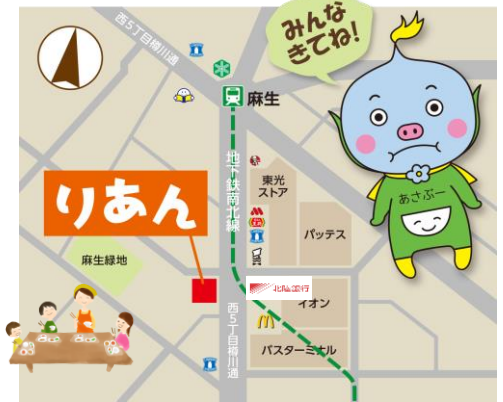 みんな
きてね!
西5丁目樽川通
麻生
地下鉄南北線
東光
ストア
あさぶー
りあん
パッテス
麻生緑地
北陸銀行
イオン
西5丁目樽川通
バスターミナル